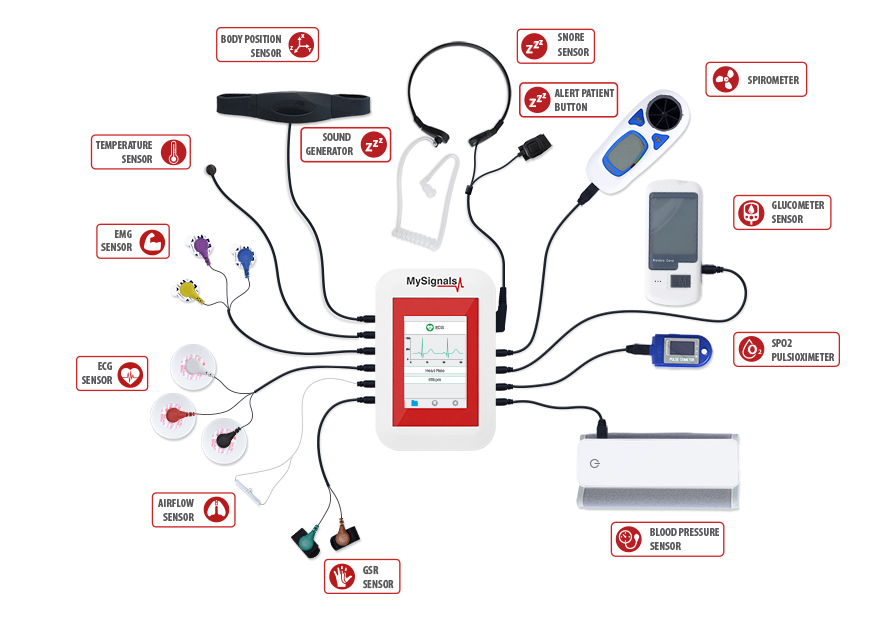 BODY POSITION
SENSOR
SNORE
SENSOR
ALERT PATIENT
BUTTON
SPIROMETER
SOUND
GENERATOR
TEMPERATURE
SENSOR
EMG
SENSOR
GLUCOMETER
SENSOR
MySignals
ECG
Heart Rate
SPO2
PULSIOXIMETER
ECG
SENSOR
AIRFLOW
SENSOR
GSR
SENSOR
BLOOD PRESSURE
SENSOR